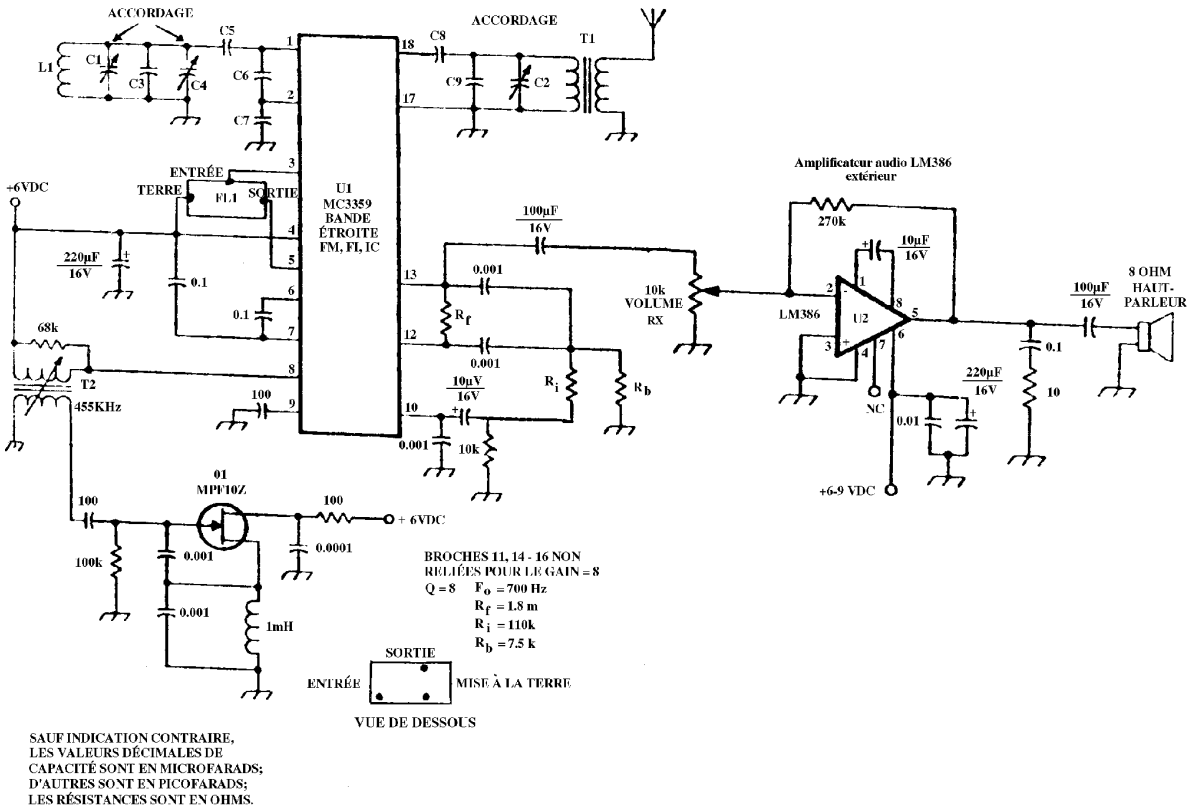 ACCORDAGE
ACCORDAGE
C5
C8
T1
L1
C1
C3
C4
C6
C7
C9
C2
1
2
3
4
5
6
7
8
9
18
17
13
12
10
U1
MC3359
BANDE
ÉTROITE
FM, FI, IC
+6VDC
ENTRÉE
TERRE
FL1
SORTIE
220µF
16V
+
0.1
0.1
68k
T2
455KHz
100
100µF
16V
0.001
Rf
0.001
Ri
Rb
10µV
16V
+
0.001
10k
10k
VOLUME
RX
Amplificateur audio LM386
extérieur
270k
+
10µF
16V
1
8
2
-
LM386
U2
5
3
+
4
7
6
NC
0.01
220µF
16V
+
+6-9 VDC
100µF
16V
8 OHM
HAUT-
PARLEUR
0.1
10
01
MPF10Z
100
100k
0.001
0.001
1mH
100
+ 6VDC
0.0001
BROCHES 11, 14 - 16 NON
RELIÉES POUR LE GAIN = 8
Q = 8 Fo = 700 Hz
Rf = 1.8 m
Ri = 110k
Rb = 7.5 k
SORTIE
ENTRÉE
MISE À LA TERRE
VUE DE DESSOUS
SAUF INDICATION CONTRAIRE,
LES VALEURS DÉCIMALES DE
CAPACITÉ SONT EN MICROFARADS;
D'AUTRES SONT EN PICOFARADS;
LES RÉSISTANCES SONT EN OHMS.